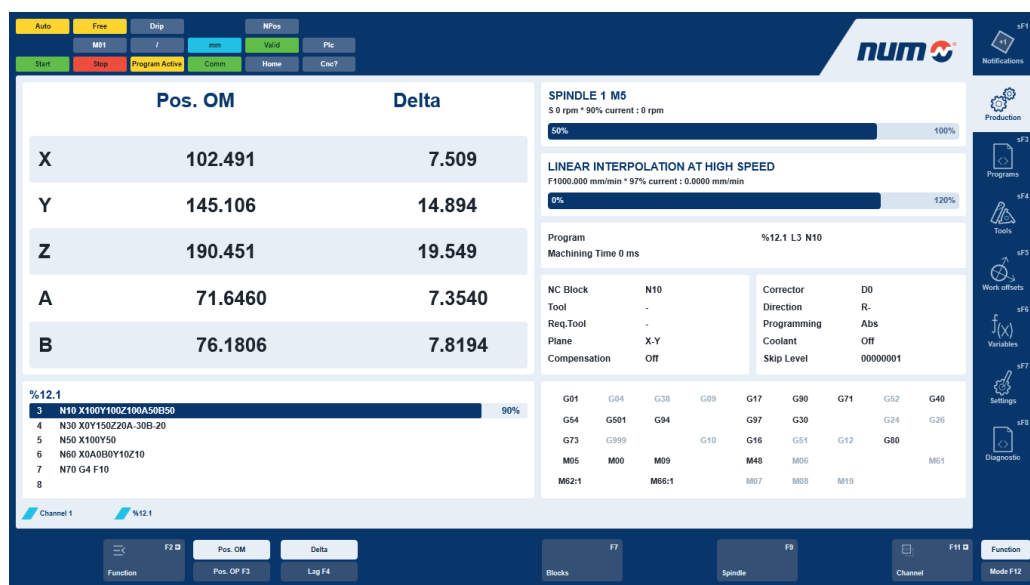 Auto Free Drip NPos
M01 / mm Valid Plc
Start Stop Program Active Comm Home Cnc?
num
sF1
+1
Notifications
Production
sF3
Programs
sF4
Tools
sF5
Work offsets
sF6
f(x)
Variables
sF7
Settings
sF8
Diagnostic
Pos. OM Delta
X 102.491 7.509
Y 145.106 14.894
Z 190.451 19.549
A 71.6460 7.3540
B 76.1806 7.8194
SPINDLE 1 M5
S 0 rpm * 90% current : 0 rpm
50% 100%
LINEAR INTERPOLATION AT HIGH SPEED
F1000.000 mm/min * 97% current : 0.0000 mm/min
0% 120%
Program %12.1 L3 N10
Machining Time 0 ms
NC Block N10
Tool -
Req.Tool -
Plane X-Y
Compensation Off
Corrector D0
Direction R-
Programming Abs
Coolant Off
Skip Level 00000001
%12.1
3 N10 X100Y100Z100A50B50 90%
4 N30 X0Y150Z20A-30B-20
5 N50 X100Y50
6 N60 X0A0B0Y10Z10
7 N70 G4 F10
8
G01 G04 G38 G09 G17 G90 G71 G52 G40
G54 G501 G94 G97 G30 G24 G26
G73 G999 G10 G16 G51 G12 G80
M05 M00 M09 M48 M06 M61
M62:1 M66:1 M07 M08 M19
Channel 1 %12.1
F2
Function
Pos. OM
Pos. OP F3
Delta
Lag F4
F7
Blocks
F9
Spindle
F11
Channel
Function
Mode F12